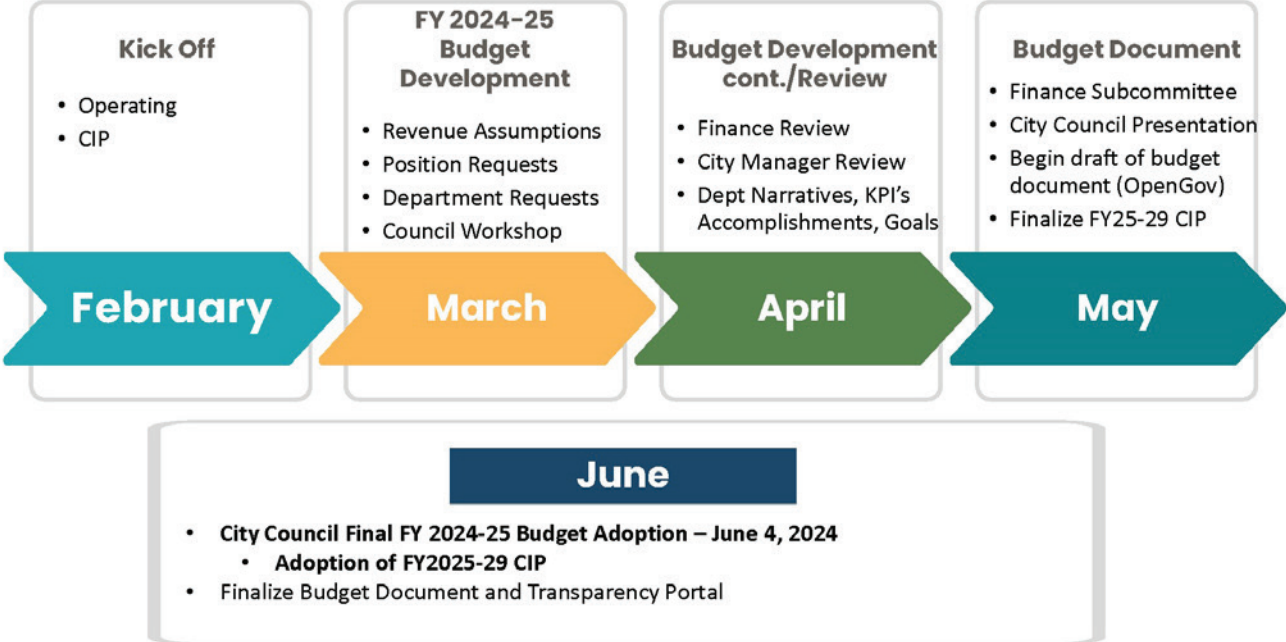 Kick Off
• Operating
• CIP
February
FY 2024-25
Budget
Development
• Revenue Assumptions
• Position Requests
• Department Requests
• Council Workshop
March
Budget Development
cont./Review
• Finance Review
• City Manager Review
• Dept Narratives, KPI's
Accomplishments, Goals
April
Budget Document
• Finance Subcommittee
• City Council Presentation
• Begin draft of budget
document (OpenGov)
• Finalize FY25-29 CIP
May
June
• City Council Final FY 2024-25 Budget Adoption – June 4, 2024
• Adoption of FY2025-29 CIP
• Finalize Budget Document and Transparency Portal